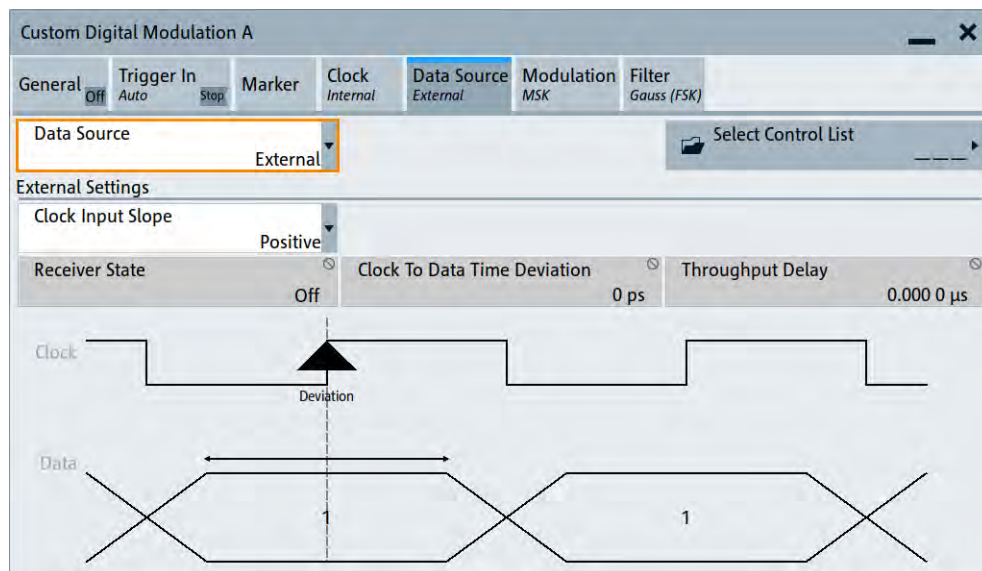 Custom Digital Modulation A
General Off
Trigger In
Auto Stop
Marker
Clock
Internal
Data Source
External
Modulation
MSK
Filter
Gauss (FSK)
Data Source
External
Select Control List
___
External Settings
Clock Input Slope
Positive
Receiver State
Off
Clock To Data Time Deviation
0 ps
Throughput Delay
0.000 0 µs
Clock
Deviation
Data
1
1